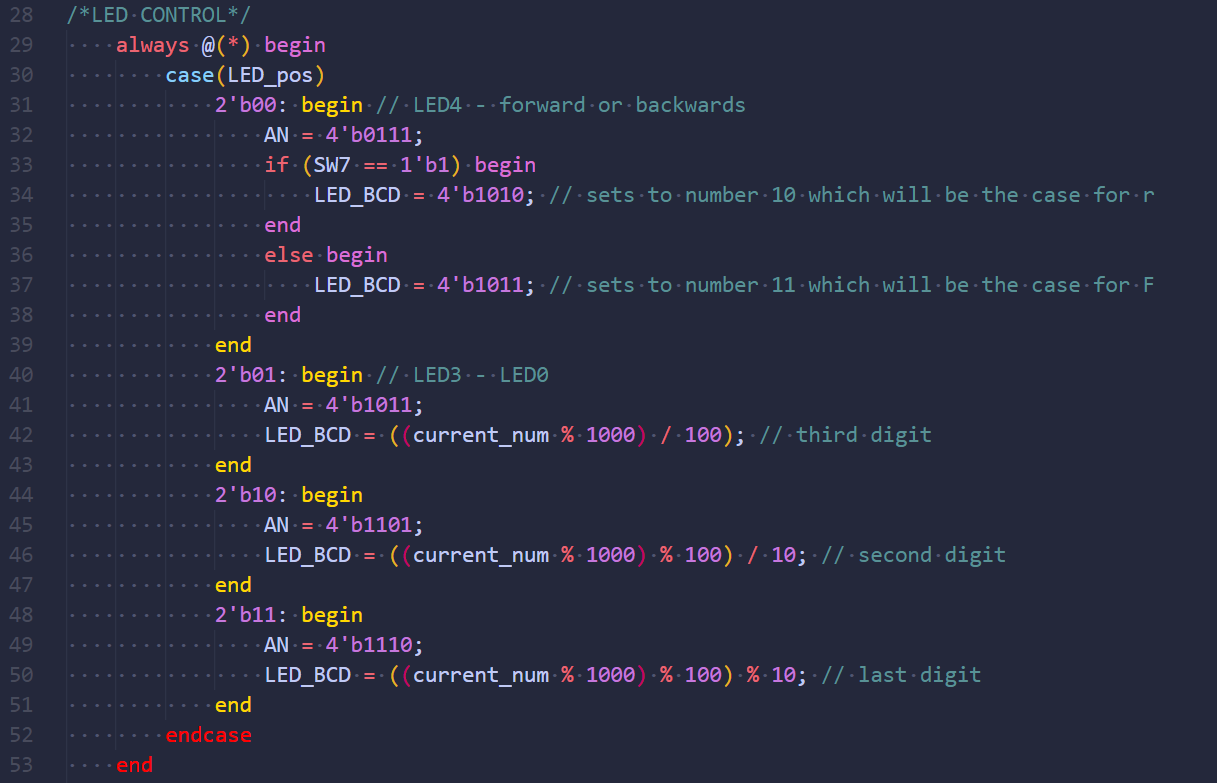 28 /*LED CONTROL*/
29     always @(*) begin
30         case(LED_pos)
31             2'b00: begin // LED4 - forward or backwards
32                 AN = 4'b0111;
33                 if (SW7 == 1'b1) begin
34                     LED_BCD = 4'b1010; // sets to number 10 which will be the case for r
35                 end
36                 else begin
37                     LED_BCD = 4'b1011; // sets to number 11 which will be the case for F
38                 end
39             end
40             2'b01: begin // LED3 - LED0
41                 AN = 4'b1011;
42                 LED_BCD = ((current_num % 1000) / 100); // third digit
43             end
44             2'b10: begin
45                 AN = 4'b1101;
46                 LED_BCD = ((current_num % 1000) % 100) / 10; // second digit
47             end
48             2'b11: begin
49                 AN = 4'b1110;
50                 LED_BCD = ((current_num % 1000) % 100) % 10; // last digit
51             end
52         endcase
53     end